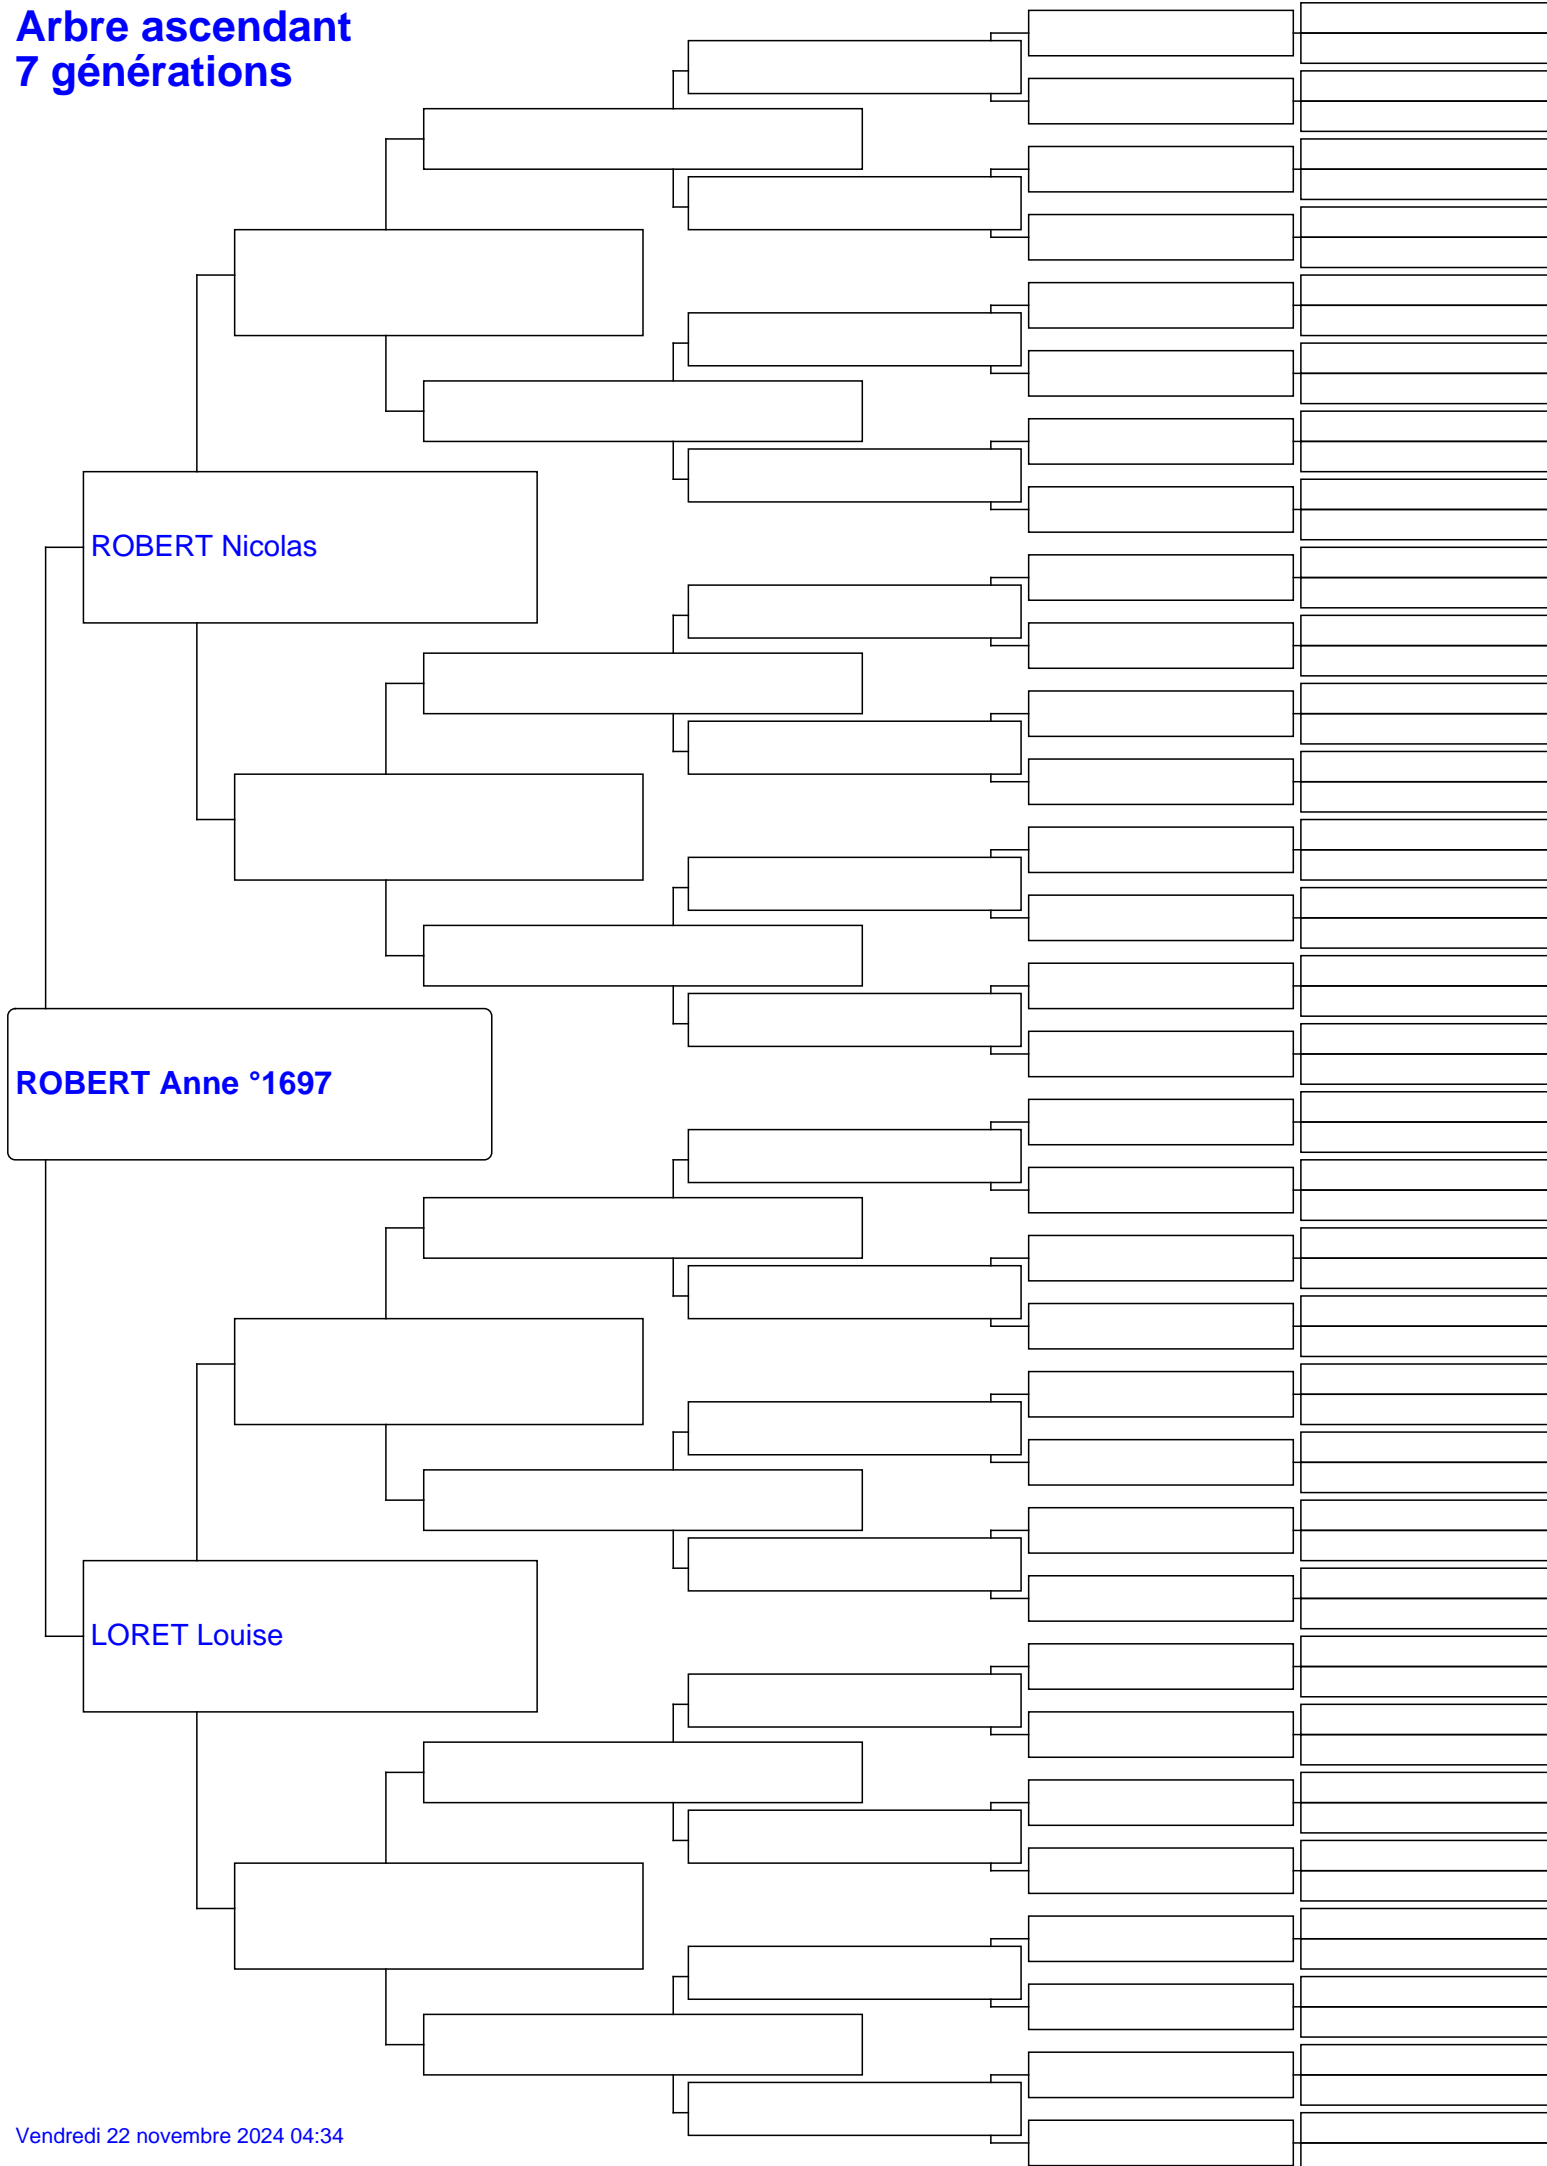 Arbre ascendant
7 générations
ROBERT Nicolas
ROBERT Anne °1697
LORET Louise
Vendredi 22 novembre 2024 04:34